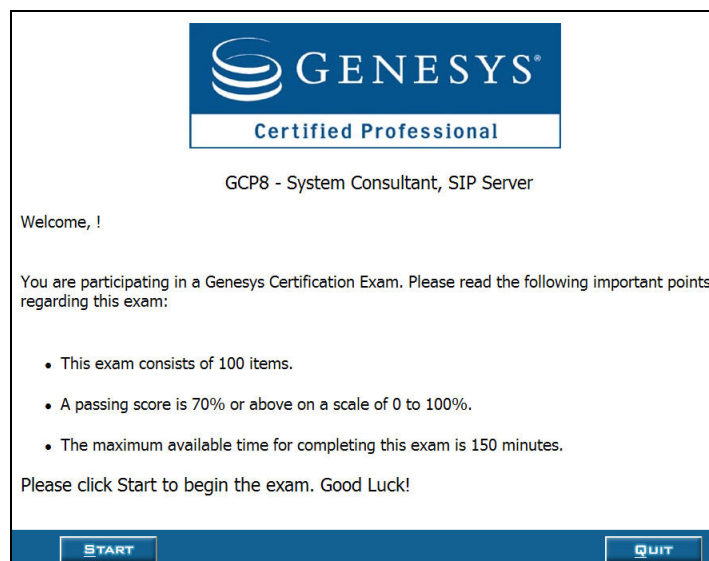 GENESYS®
Certified Professional
GCP8 - System Consultant, SIP Server
Welcome, !
You are participating in a Genesys Certification Exam. Please read the following important points
regarding this exam:
• This exam consists of 100 items.
• A passing score is 70% or above on a scale of 0 to 100%.
• The maximum available time for completing this exam is 150 minutes.
Please click Start to begin the exam. Good Luck!
START
QUIT